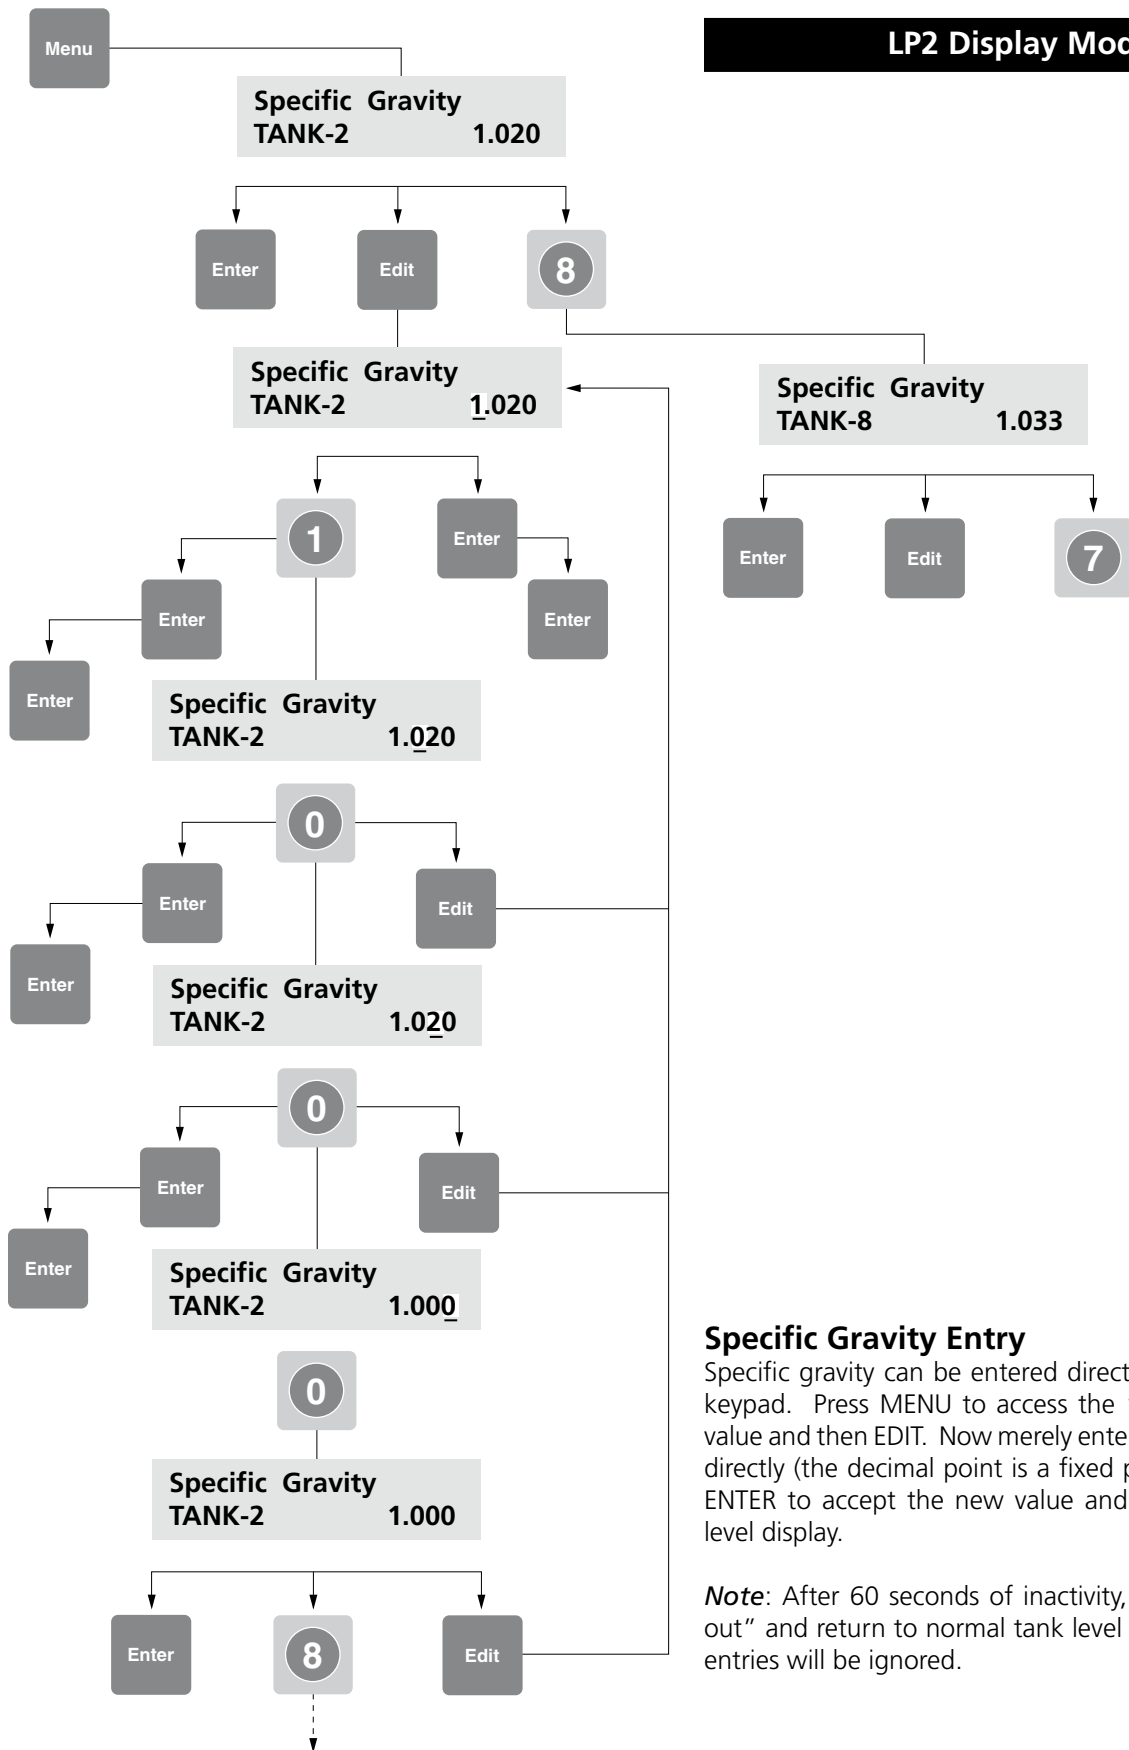 Menu
LP2 Display
Specific Gravity
TANK-2 1.020
Enter Edit 8
Specific Gravity
TANK-2 1.020
Specific Gravity
TANK-8 1.033
1 Enter
Enter Edit 7
Enter Enter
Enter
Specific Gravity
TANK-2 1.020
0
Enter Edit
Enter
Specific Gravity
TANK-2 1.020
0
Enter Edit
Enter
Specific Gravity
TANK-2 1.000
0
Specific Gravity
TANK-2 1.000
Enter 8 Edit
Specific Gravity Entry
Specific gravity can be entered
keypad. Press MENU to access the
value and then EDIT. Now merely
directly (the decimal point is a fixed
ENTER to accept the new value and
level display.
Note: After 60 seconds of inactivity,
out” and return to normal tank level
entries will be ignored.